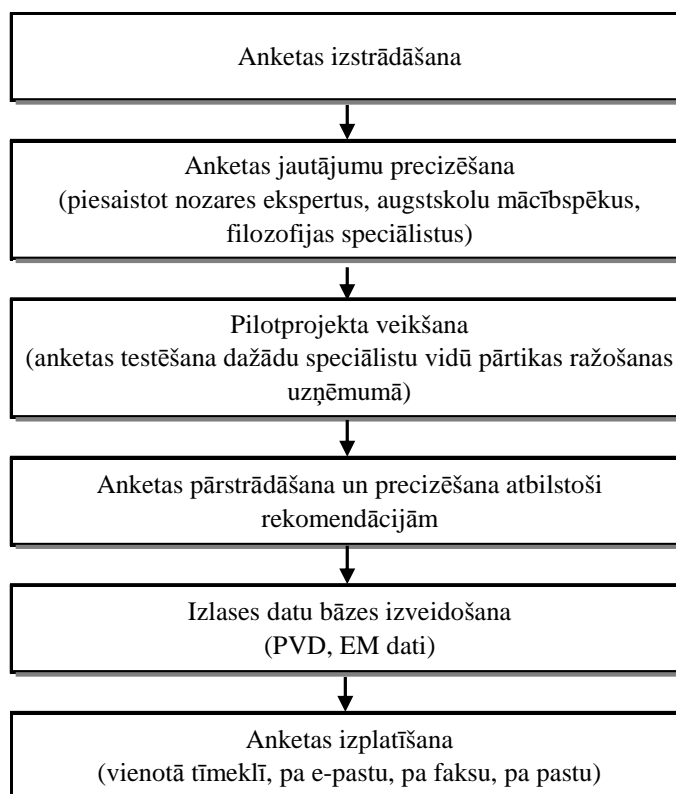 Anketas izstrādāšana
Anketas jautājumu precizēšana
(piesaistot nozares ekspertus, augstskolu mācībspēkus,
filozofijas speciālistus)
Pilotprojekta veikšana
(anketas testēšana dažādu speciālistu vidū pārtikas ražošanas
uzņēmumā)
Anketas pārstrādāšana un precizēšana atbilstoši
rekomendācijām
Izlases datu bāzes izveidošana
(PVD, EM dati)
Anketas izplatīšana
(vienotā tīmeklī, pa e-pastu, pa faksu, pa pastu)